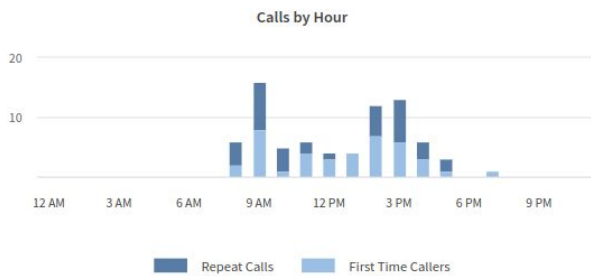 Calls by Hour
20
10
12 AM 3 AM 6 AM 9 AM 12 PM 3 PM 6 PM 9 PM
Repeat Calls First Time Callers